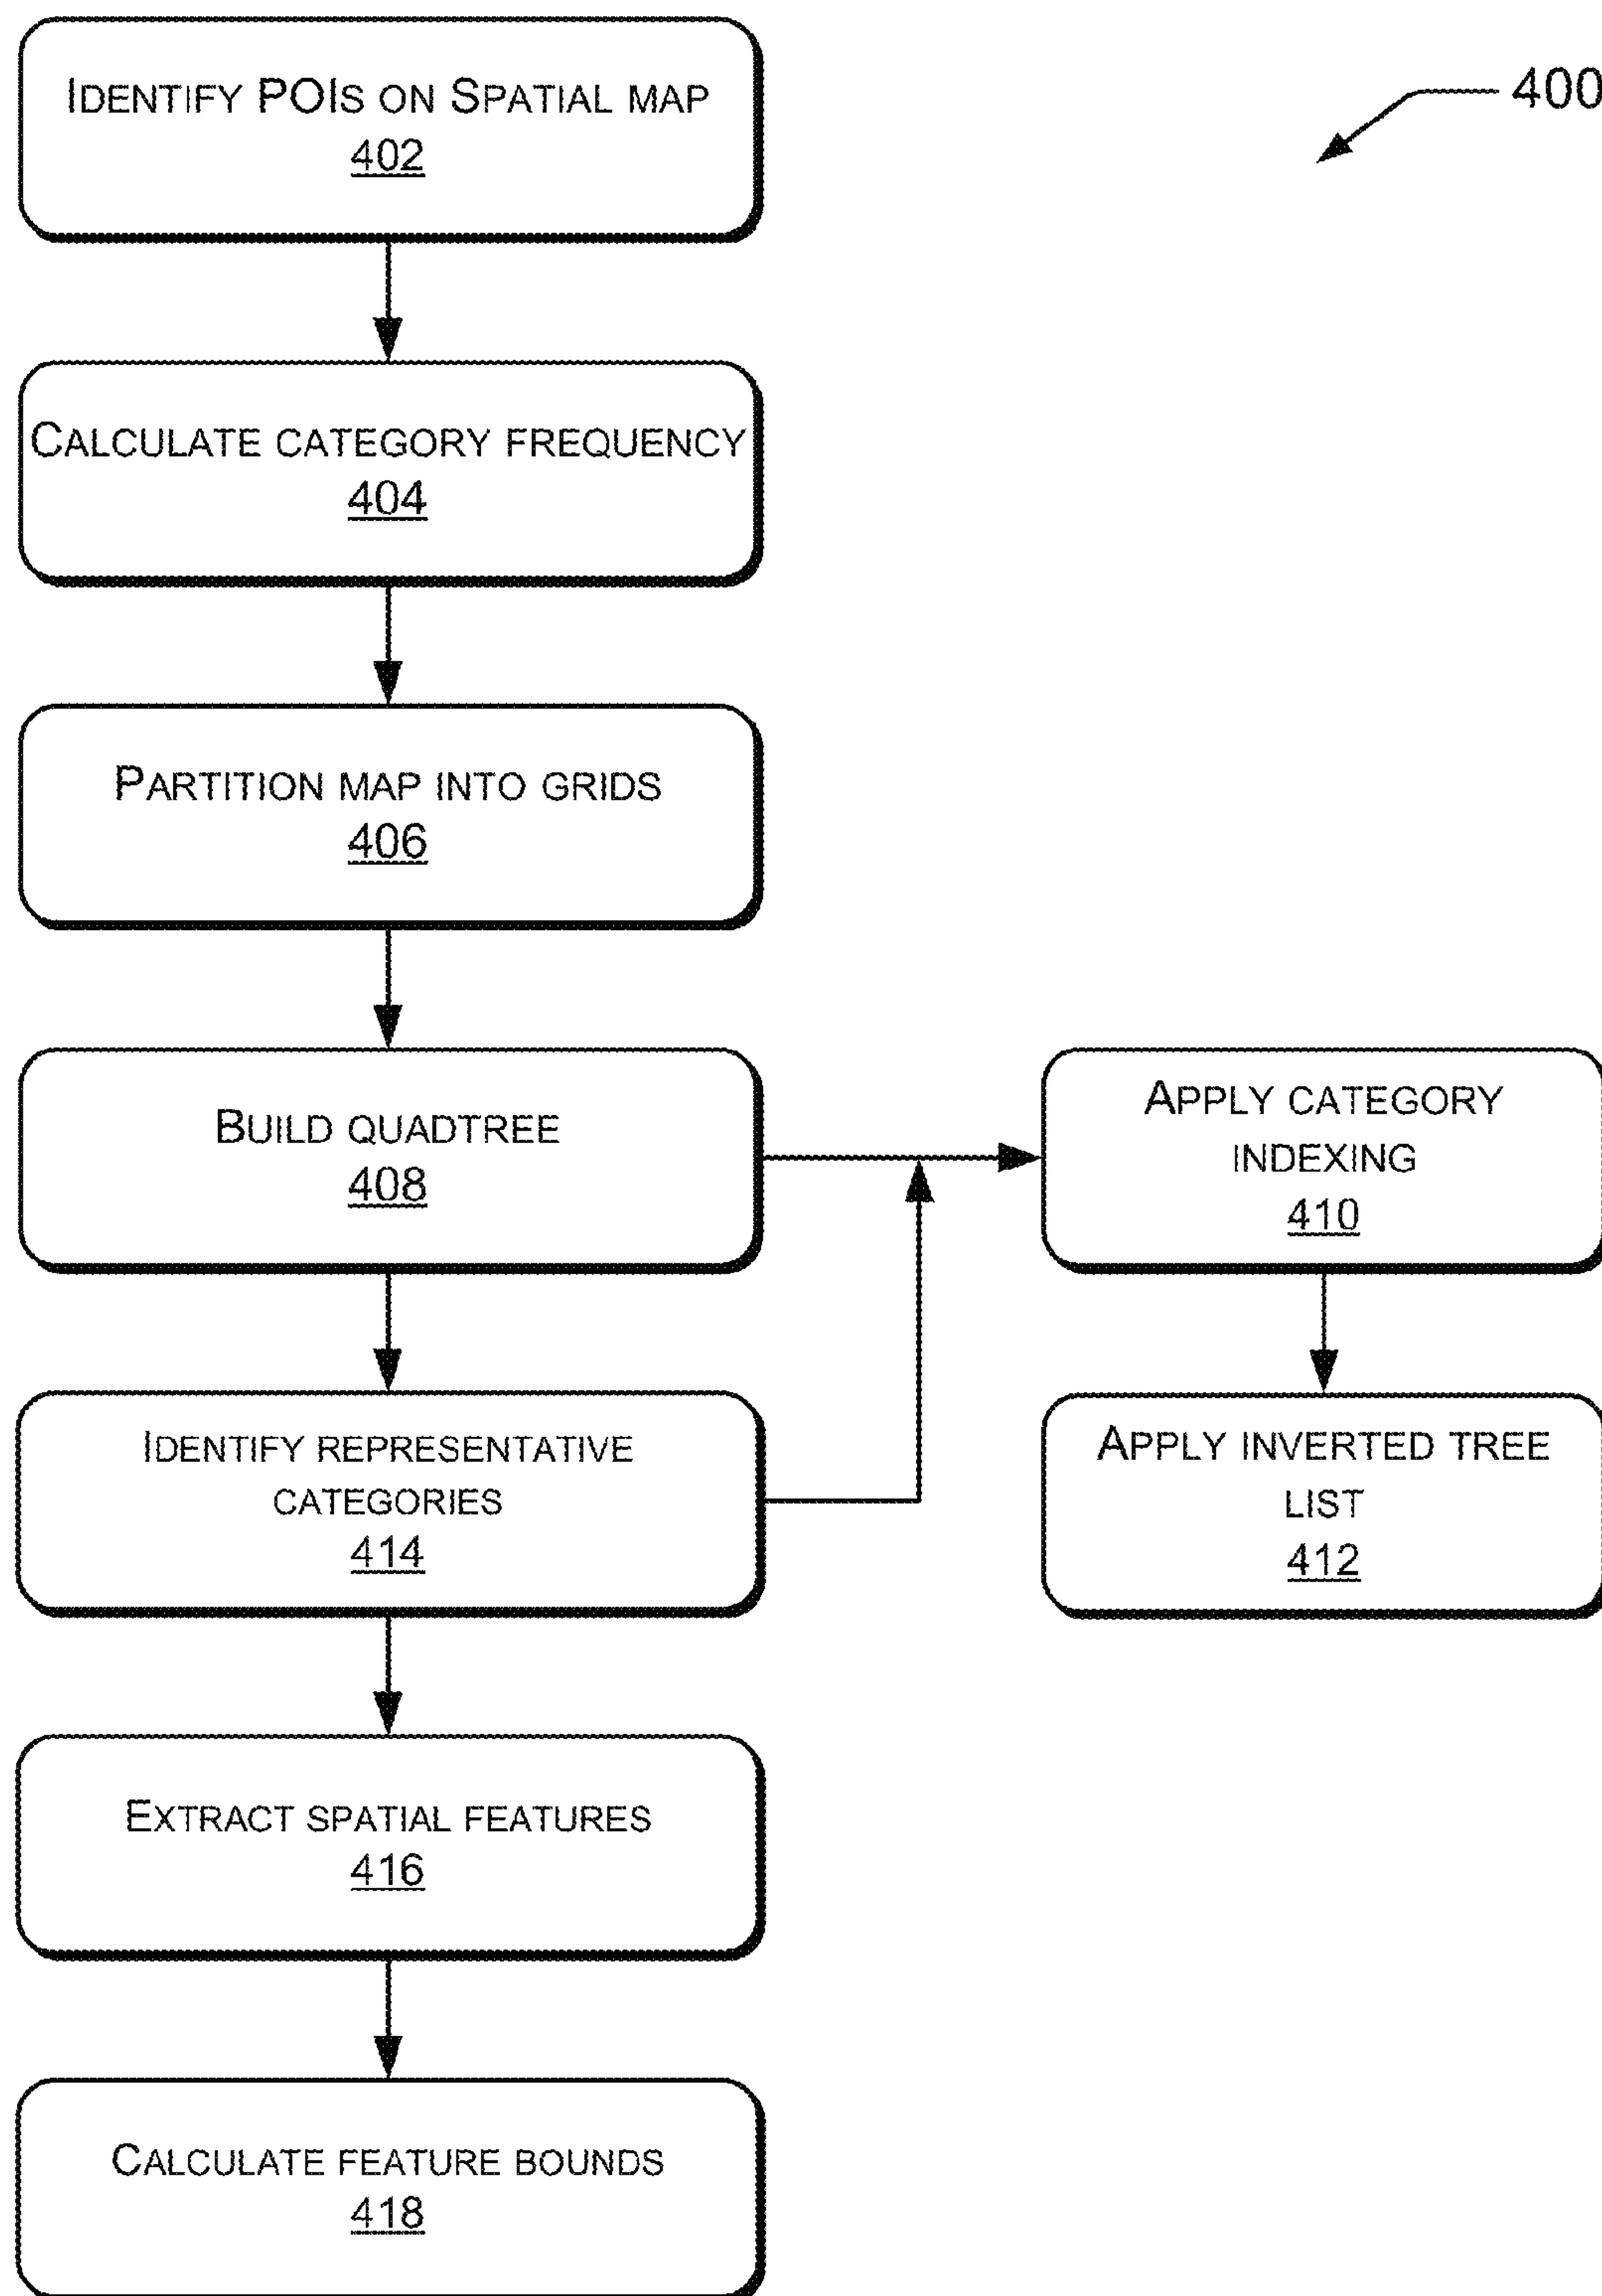 IDENTIFY POIS ON SPATIAL MAP
402
400
CALCULATE CATEGORY FREQUENCY
404
PARTITION MAP INTO GRIDS
406
BUILD QUADTREE
408
APPLY CATEGORY
INDEXING
410
IDENTIFY REPRESENTATIVE
CATEGORIES
414
APPLY INVERTED TREE
LIST
412
EXTRACT SPATIAL FEATURES
416
CALCULATE FEATURE BOUNDS
418